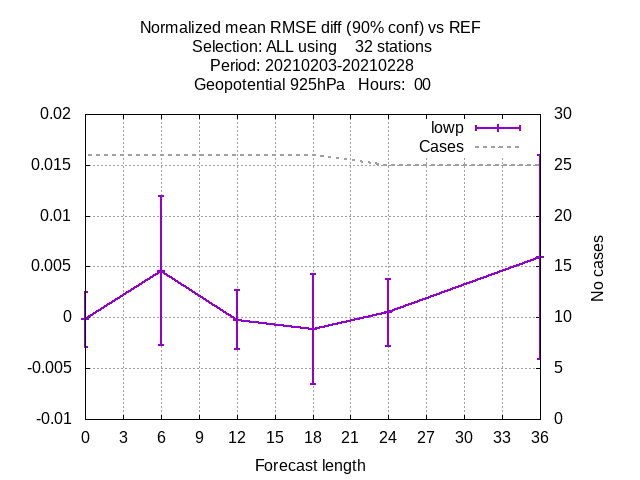 Normalized mean RMSE diff (90% conf) vs REF
Selection: ALL using    32 stations
Period: 20210203-20210228
Geopotential 925hPa   Hours:  00
lowp
Cases
0.02
0.015
0.01
0.005
0
-0.005
-0.01
30
25
20
15
10
5
0
No cases
0 3 6 9 12 15 18 21 24 27 30 33 36
Forecast length